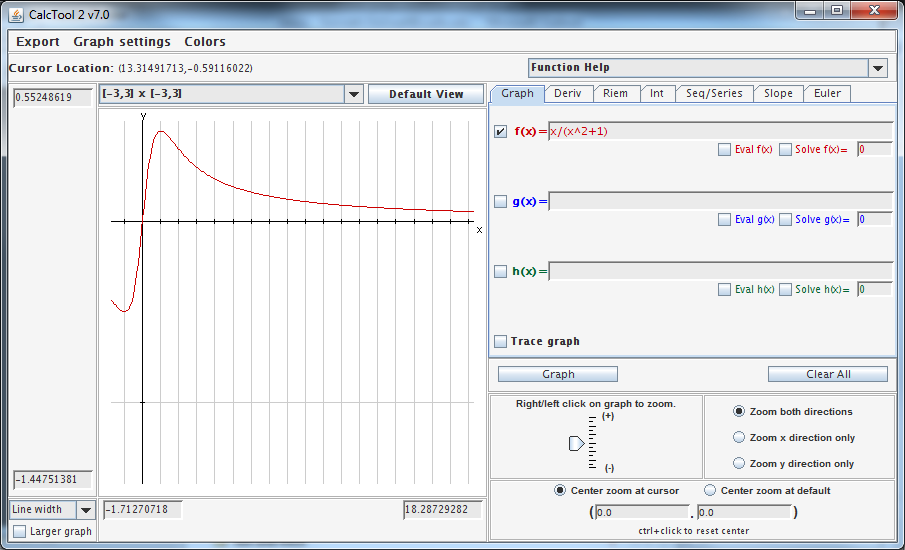 CalcTool 2 v7.0
Export Graph settings Colors
Cursor Location: (13.31491713,-0.59116022)
Function Help
0.55248619
[-3,3] x [-3,3]
Default View
Graph Deriv Riem Int Seq/Series Slope Euler
y
x
f(x)= x/(x^2+1)
Eval f(x) Solve f(x)= 0
g(x)=
Eval g(x) Solve g(x)= 0
h(x)=
Eval h(x) Solve h(x)= 0
Trace graph
Graph Clear All
Right/left click on graph to zoom.
(+)
(-)
Zoom both directions
Zoom x direction only
Zoom y direction only
-1.44751381
Line width
Larger graph
-1.71270718
18.28729282
Center zoom at cursor Center zoom at default
( 0.0 . 0.0 )
ctrl+click to reset center